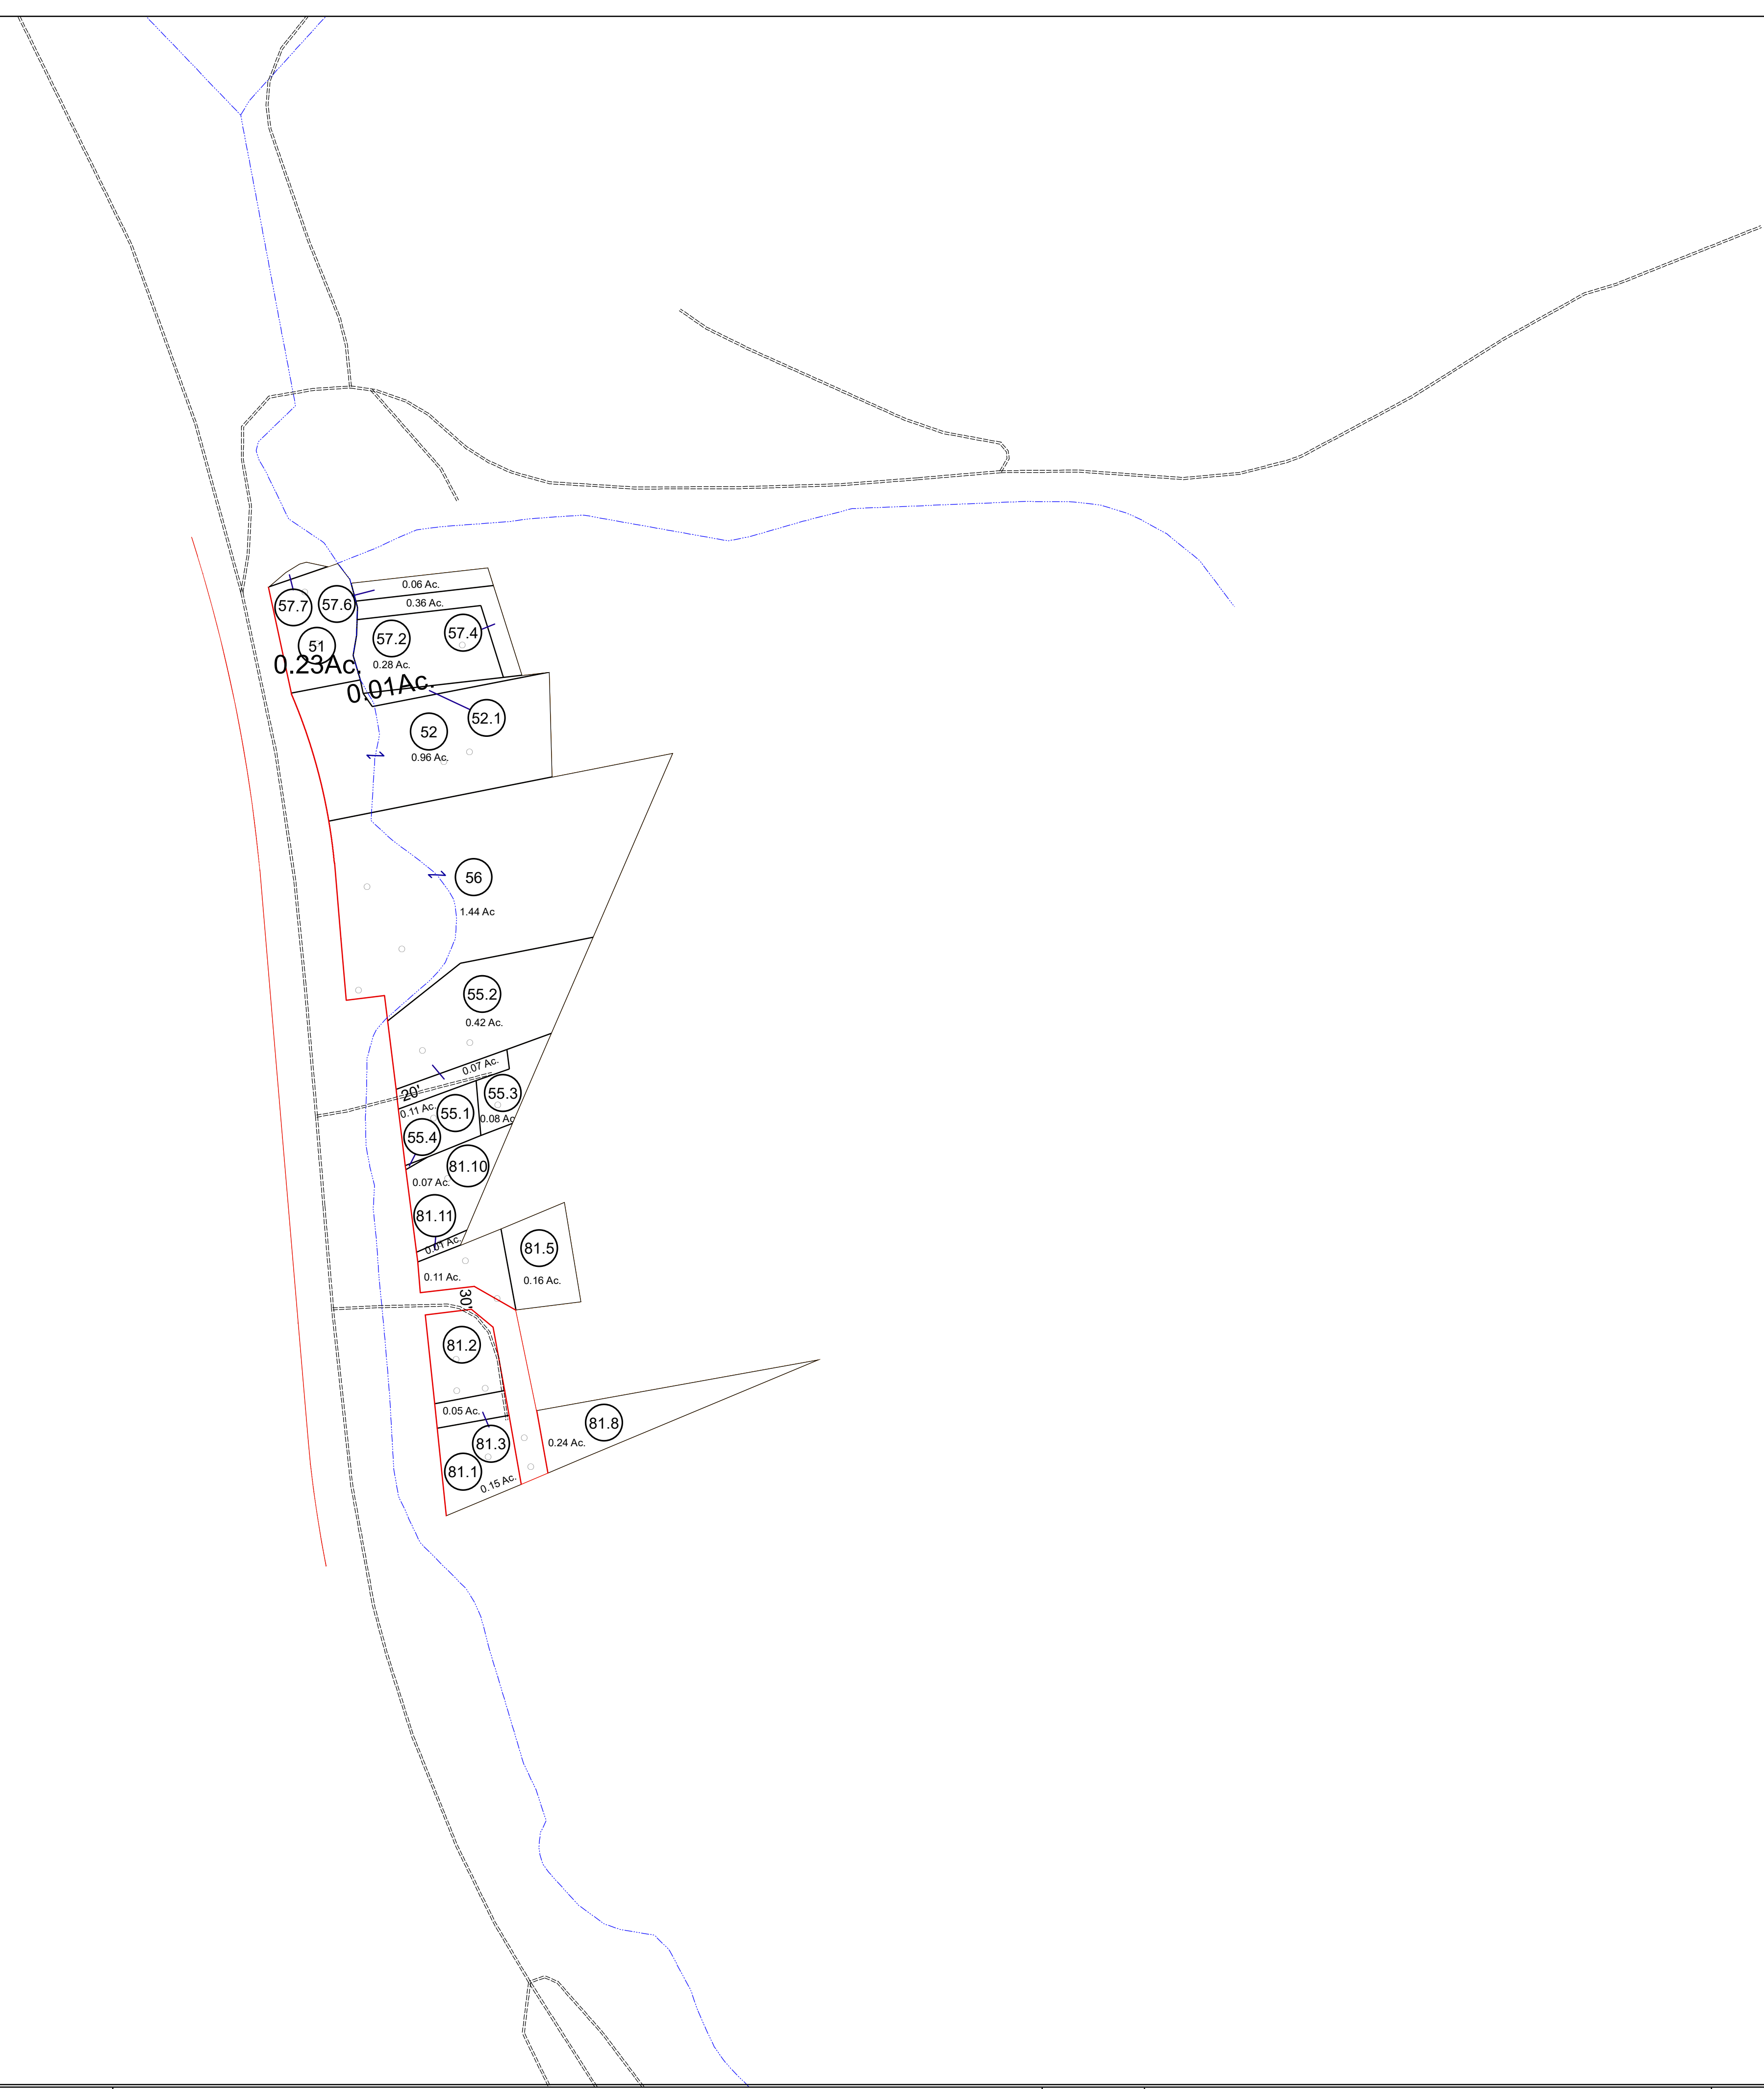 0.06 Ac.
57.7
57.6
0.36 Ac.
51
57.2
57.4
0.23Ac.
0.28 Ac.
0.01Ac.
52.1
52
0.96 Ac.
56
1.44 Ac
55.2
0.42 Ac.
0.07 Ac.
20'
55.3
0.11 Ac.
55.1
0.08 Ac
55.4
81.10
0.07 Ac.
81.11
0.01 Ac.
81.5
0.11 Ac.
0.16 Ac.
30'
81.2
0.05 Ac.
81.8
81.3
0.24 Ac.
81.1
0.15 Ac.